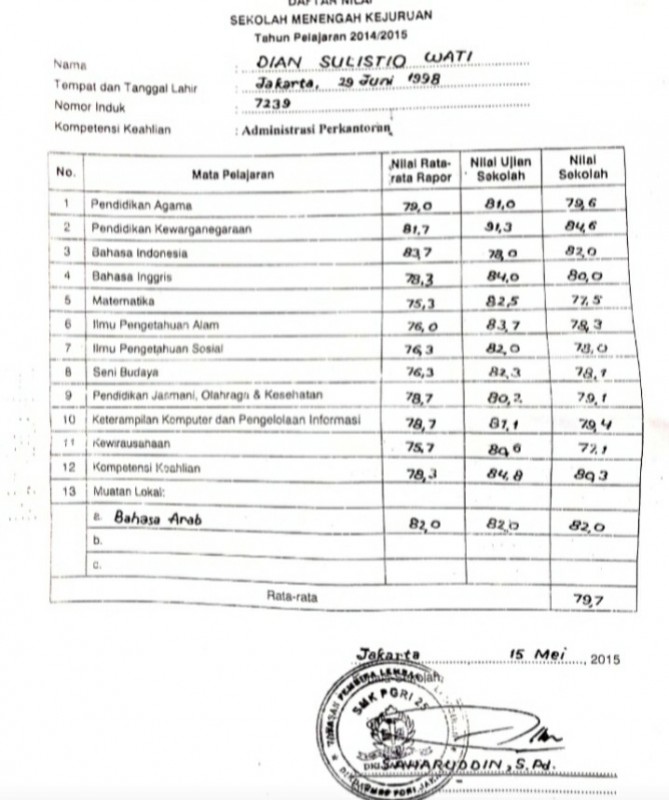 DAFTAR NILAI
SEKOLAH MENENGAH KEJURUAN
Tahun Pelajaran 2014/2015
Nama : DIAN SULISTIO WATI
Tempat dan Tanggal Lahir : Jakarta, 29 Juni 1998
Nomor Induk : 7239
Kompetensi Keahlian : Administrasi Perkantoran
No. Mata Pelajaran Nilai Rata-rata Rapor Nilai Ujian Sekolah Nilai Sekolah
1 Pendidikan Agama 79,0 81,0 79,6
2 Pendidikan Kewarganegaraan 81,7 91,3 84,6
3 Bahasa Indonesia 83,7 78,0 82,0
4 Bahasa Inggris 78,3 84,0 80,0
5 Matematika 75,3 82,5 77,5
6 Ilmu Pengetahuan Alam 76,0 83,7 78,3
7 Ilmu Pengetahuan Sosial 76,3 82,0 78,0
8 Seni Budaya 76,3 82,3 78,1
9 Pendidikan Jasmani, Olahraga & Kesehatan 78,7 80,2 79,1
10 Keterampilan Komputer dan Pengelolaan Informasi 78,7 81,1 79,4
11 Kewirausahaan 75,7 80,6 77,1
12 Kompetensi Keahlian 78,3 84,8 80,3
13 Muatan Lokal:
a. Bahasa Arab 82,0 82,0 82,0
b.
c.
Rata-rata 79,7
Jakarta, 15 Mei, 2015
SMK PGRI 25
SAHARUDDIN, S.Pd.